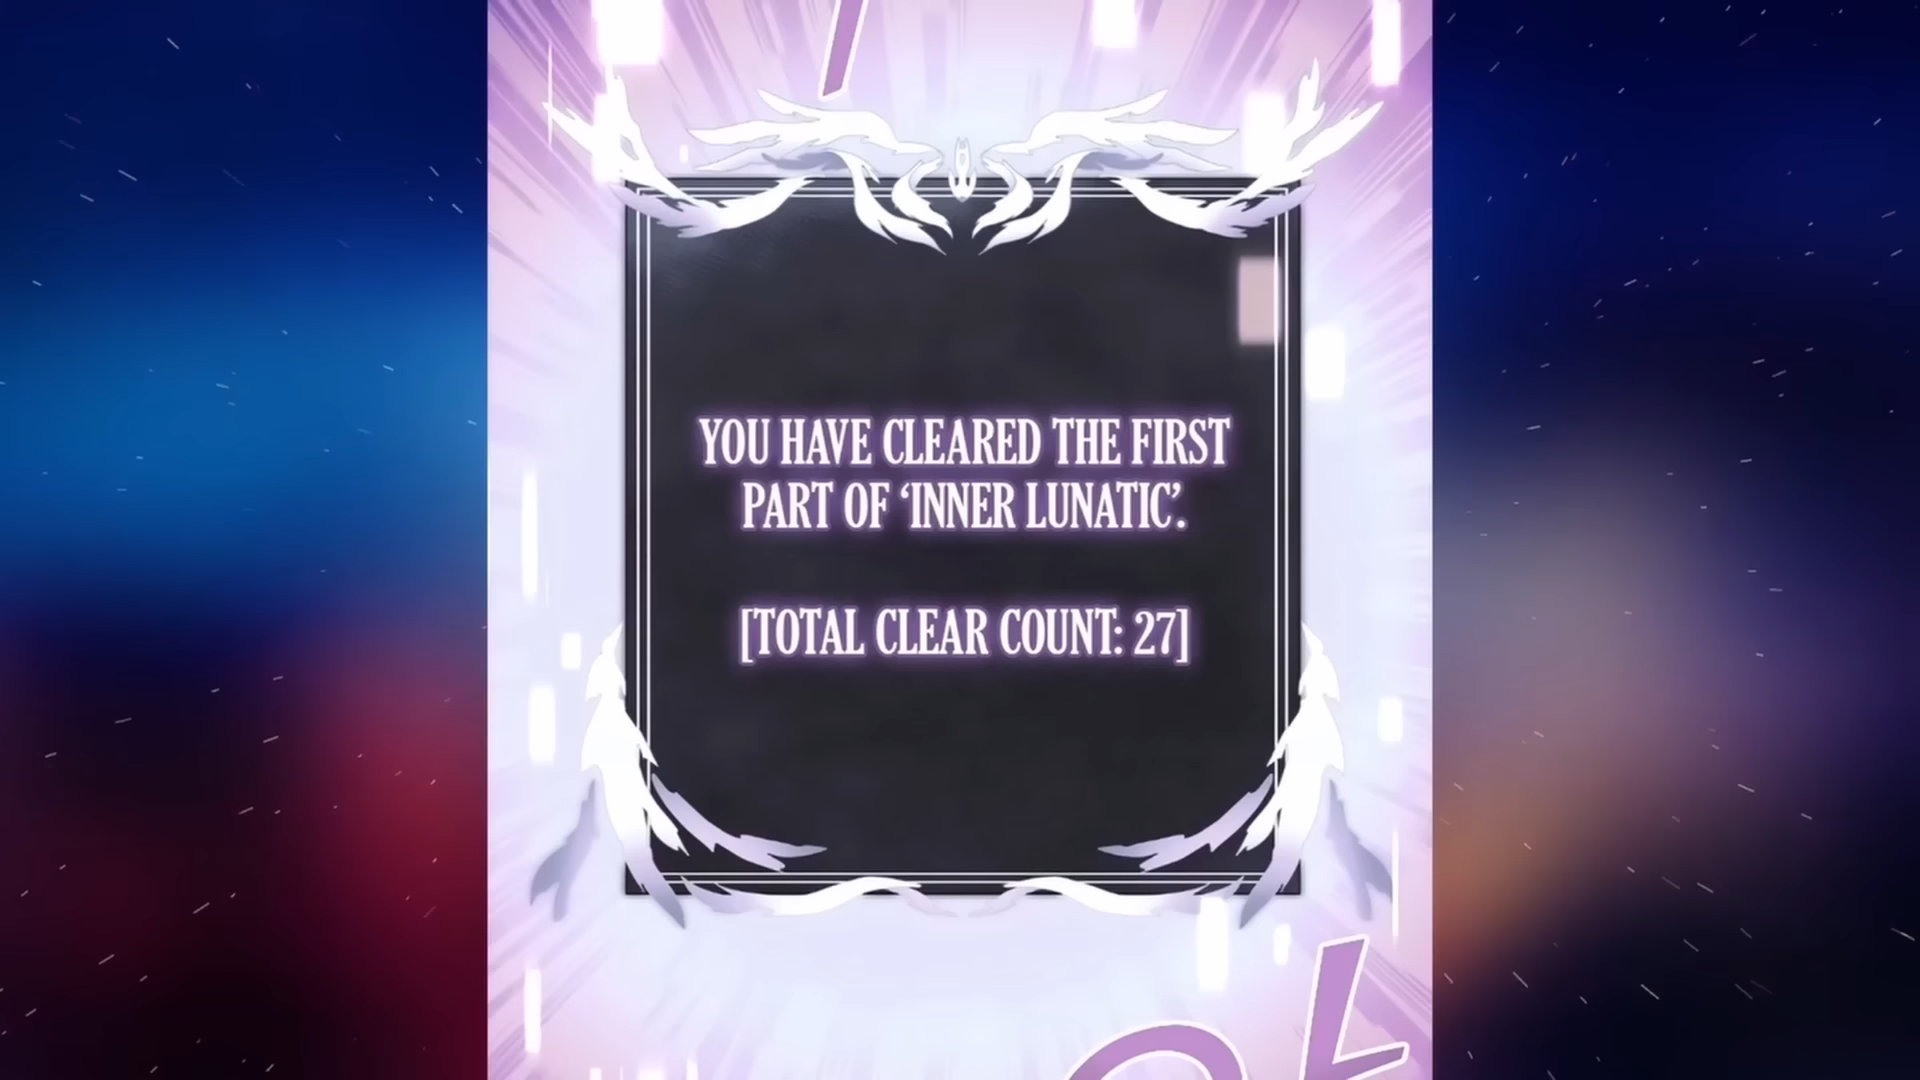 YOU HAVE CLEARED THE FIRST
PART OF ‘INNER LUNATIC’.
[TOTAL CLEAR COUNT: 27]